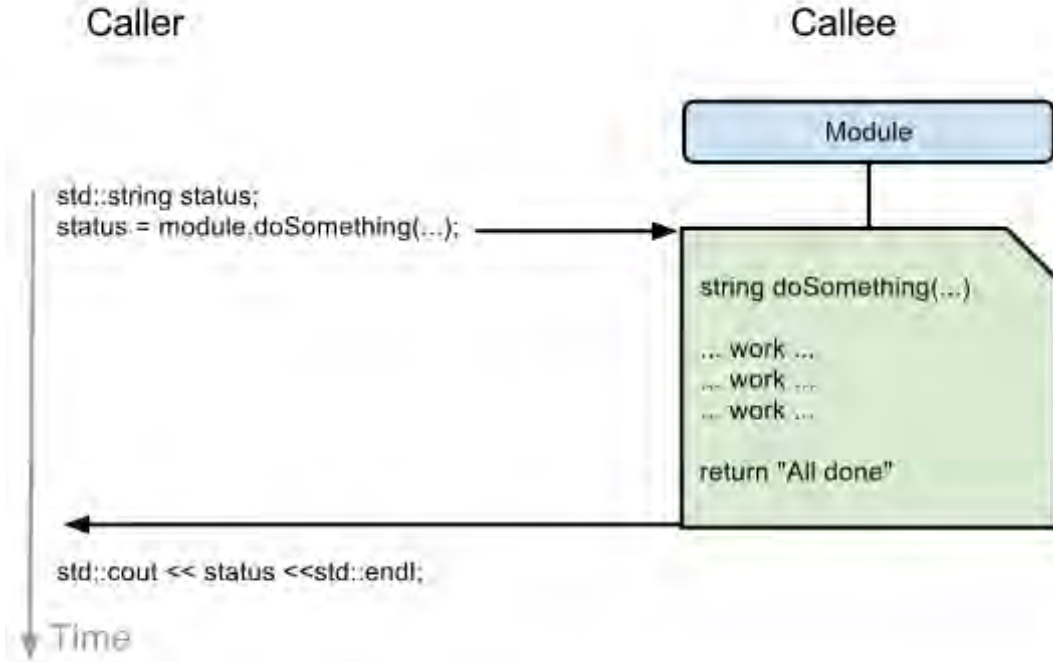 Caller
Callee
Module
std::string status;
status = module.doSomething(...);
string doSomething(...)
... work ...
... work ...
... work ...
return "All done"
std::cout << status <<std::endl;
Time